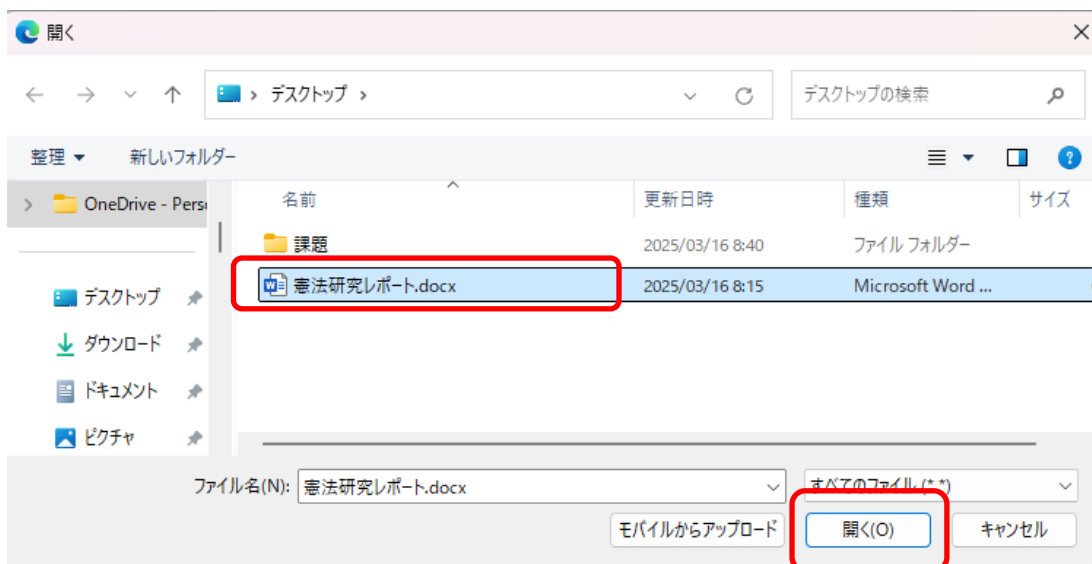 開く
デスクトップ
デスクトップの検索
整理 新しいフォルダー
名前 更新日時 種類 サイズ
OneDrive - Pers
課題 2025/03/16 8:40 ファイル フォルダー
憲法研究レポート.docx 2025/03/16 8:15 Microsoft Word ...
デスクトップ
ダウンロード
ドキュメント
ピクチャ
ファイル名(N): 憲法研究レポート.docx すべてのファイル (*.*)
モバイルからアップロード 開く(O) キャンセル